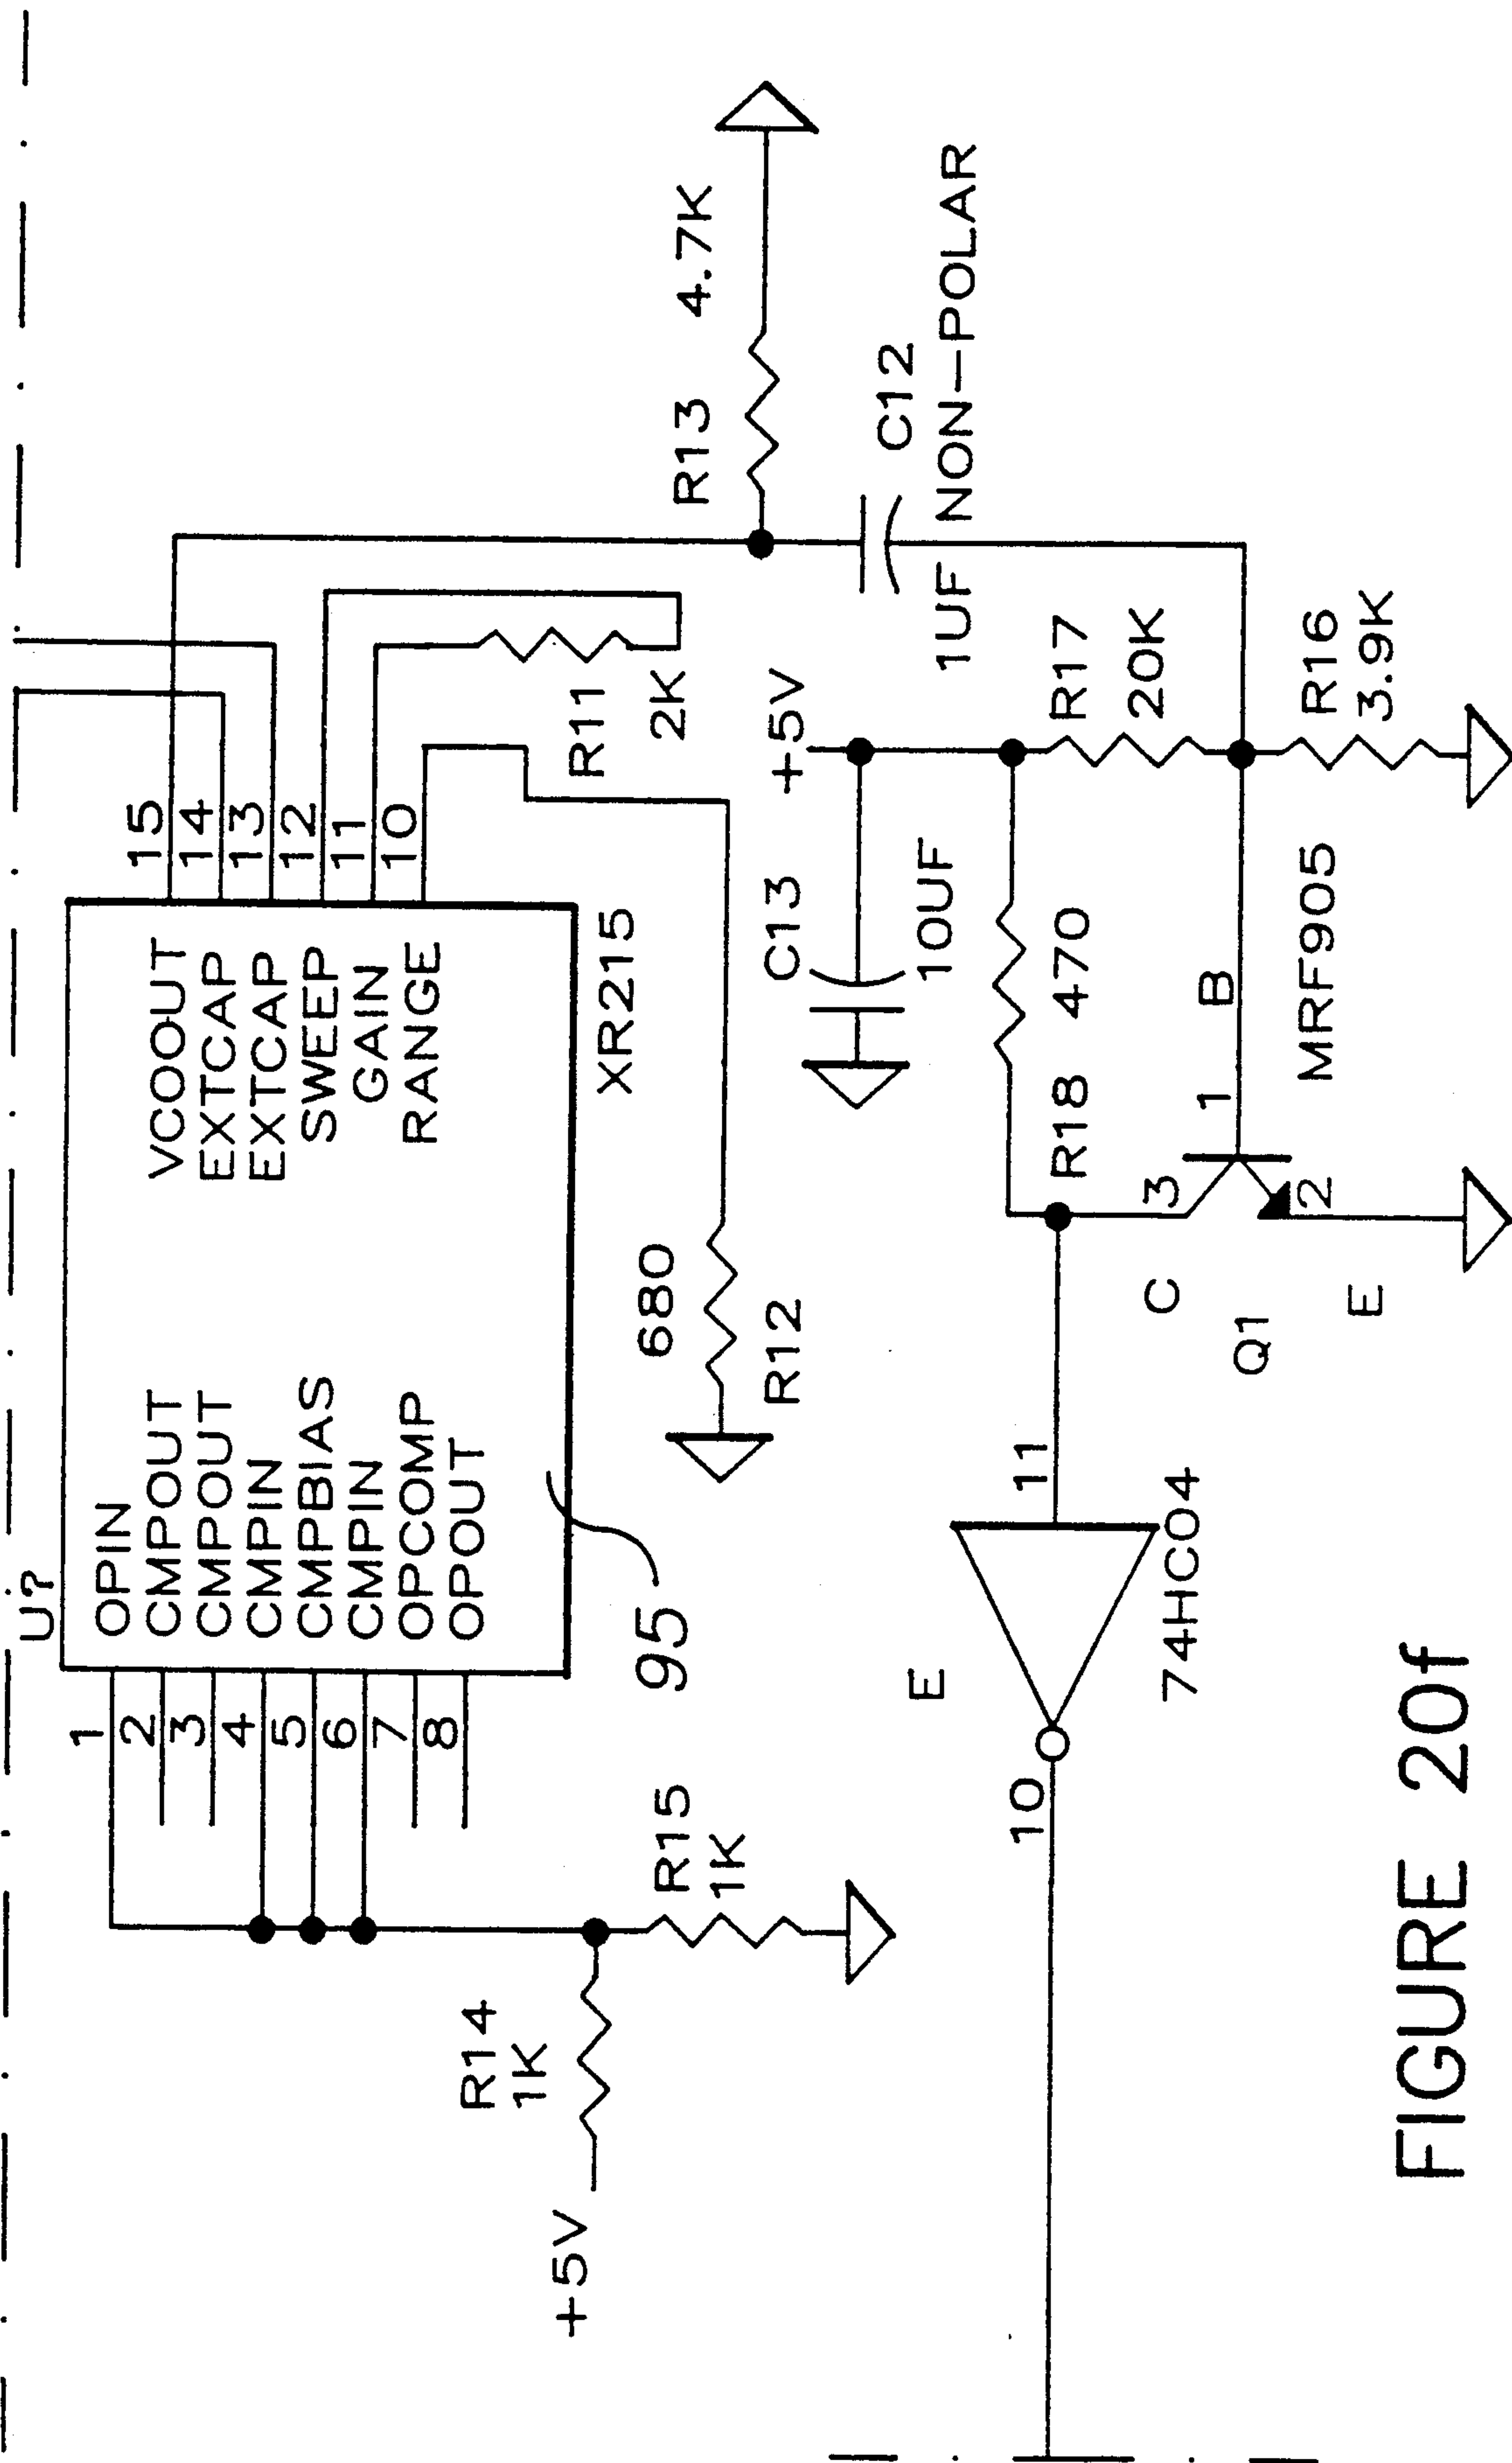 U?
1 OPIN
2 CMPOUT
3 CMPOUT
4 CMPIN
5 CMPBIAS
6 CMPIN
7 OPCOMP
8 OPOUT
VCOOUT 15
EXTCAP 14
EXTCAP 13
SWEEP 12
GAIN 11
RANGE 10
XR215
95
R14
1K
+5V
R15
1K
680
R12
R11
2K
R13 4.7K
C12
1UF NON-POLAR
+5V
C13
10UF
R17
20K
R18 470
R16
3.9K
E
11
10
74HC04
3
C
1 B
MRF905
2
E
Q1
FIGURE 20f